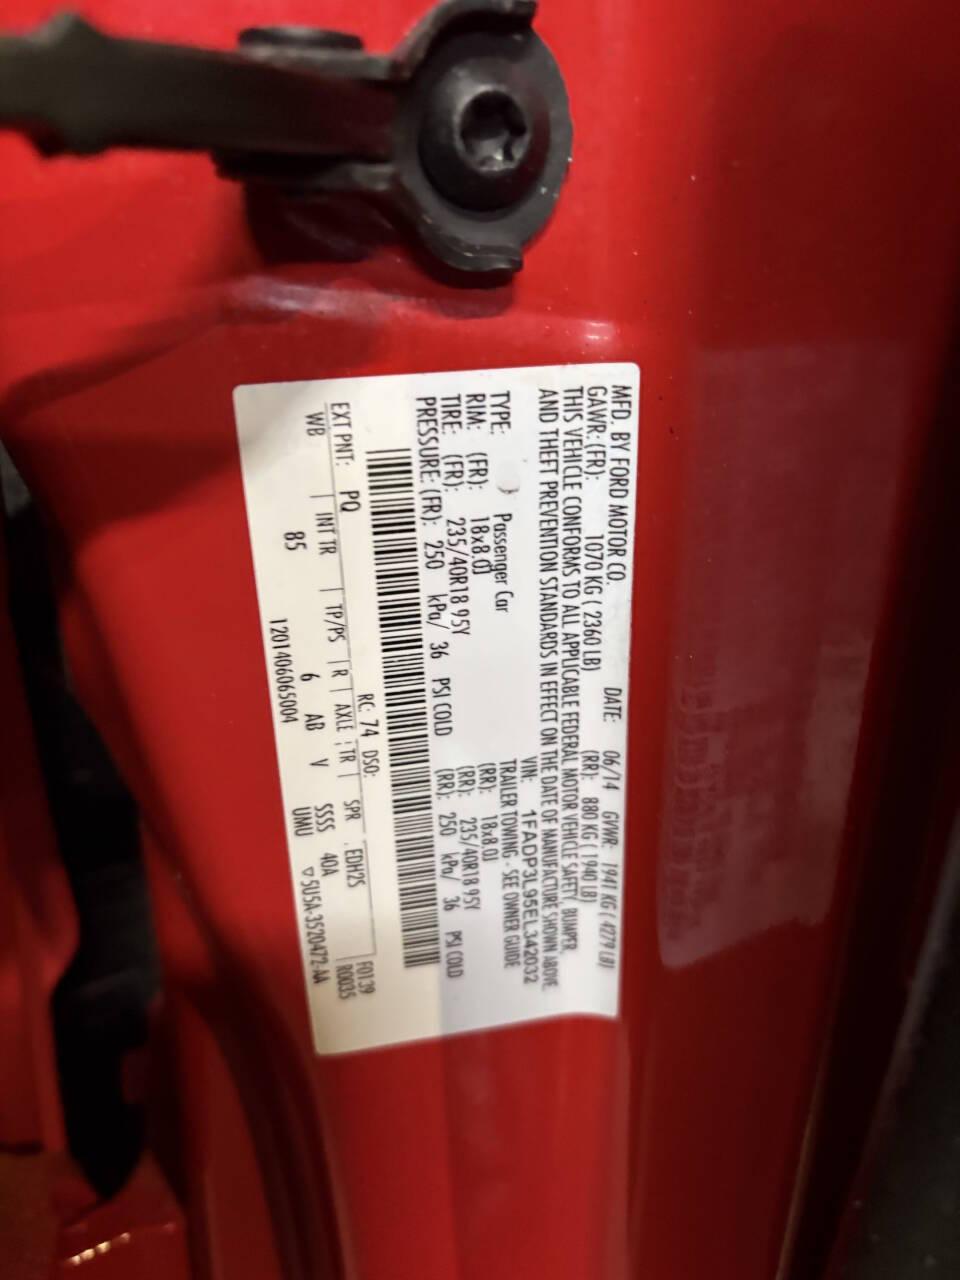 MFD. BY FORD MOTOR CO.
DATE: 06/14 GVWR: 1941 KG ( 4279 LB)
GAWR: (FR): 1070 KG ( 2360 LB) (RR): 880 KG ( 1940 LB)
THIS VEHICLE CONFORMS TO ALL APPLICABLE FEDERAL MOTOR VEHICLE SAFETY, BUMPER,
AND THEFT PREVENTION STANDARDS IN EFFECT ON THE DATE OF MANUFACTURE SHOWN ABOVE.
VIN: 1FADP3L95EL342032
TYPE: Passenger Car TRAILER TOWING - SEE OWNER GUIDE
RIM: (FR): 18x8.0J (RR): 18x8.0J
TIRE: (FR): 235/40R18 95Y (RR): 235/40R18 95Y
PRESSURE: (FR): 250 kPa/ 36 PSI COLD (RR): 250 kPa/ 36 PSI COLD
EXT PNT: PQ RC: 74 DSO: F0139
WB INT TR TP/PS R AXLE TR SPR EDH25 R0035
85 6 AB V SSSS 40A
1201406065004 UMU ▽5U5A-3520472-AA